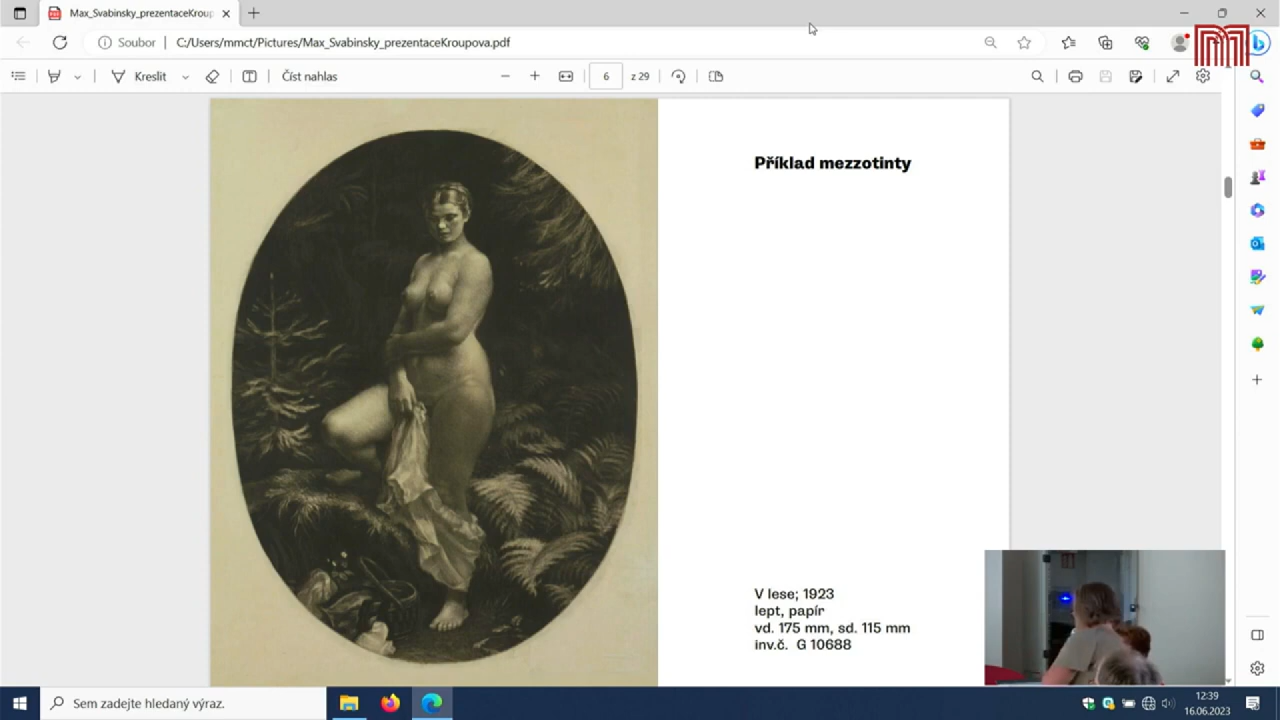 Max_Svabinsky_prezentaceKroup
Soubor
C:/Users/mmct/Pictures/Max_Svabinsky_prezentaceKroupova.pdf
Kreslit
Číst nahlas
6
z 29
Příklad mezzotinty
V lese; 1923
lept, papír
vd. 175 mm, sd. 115 mm
inv.č. G 10688
Sem zadejte hledaný výraz.
12:39
16.06.2023